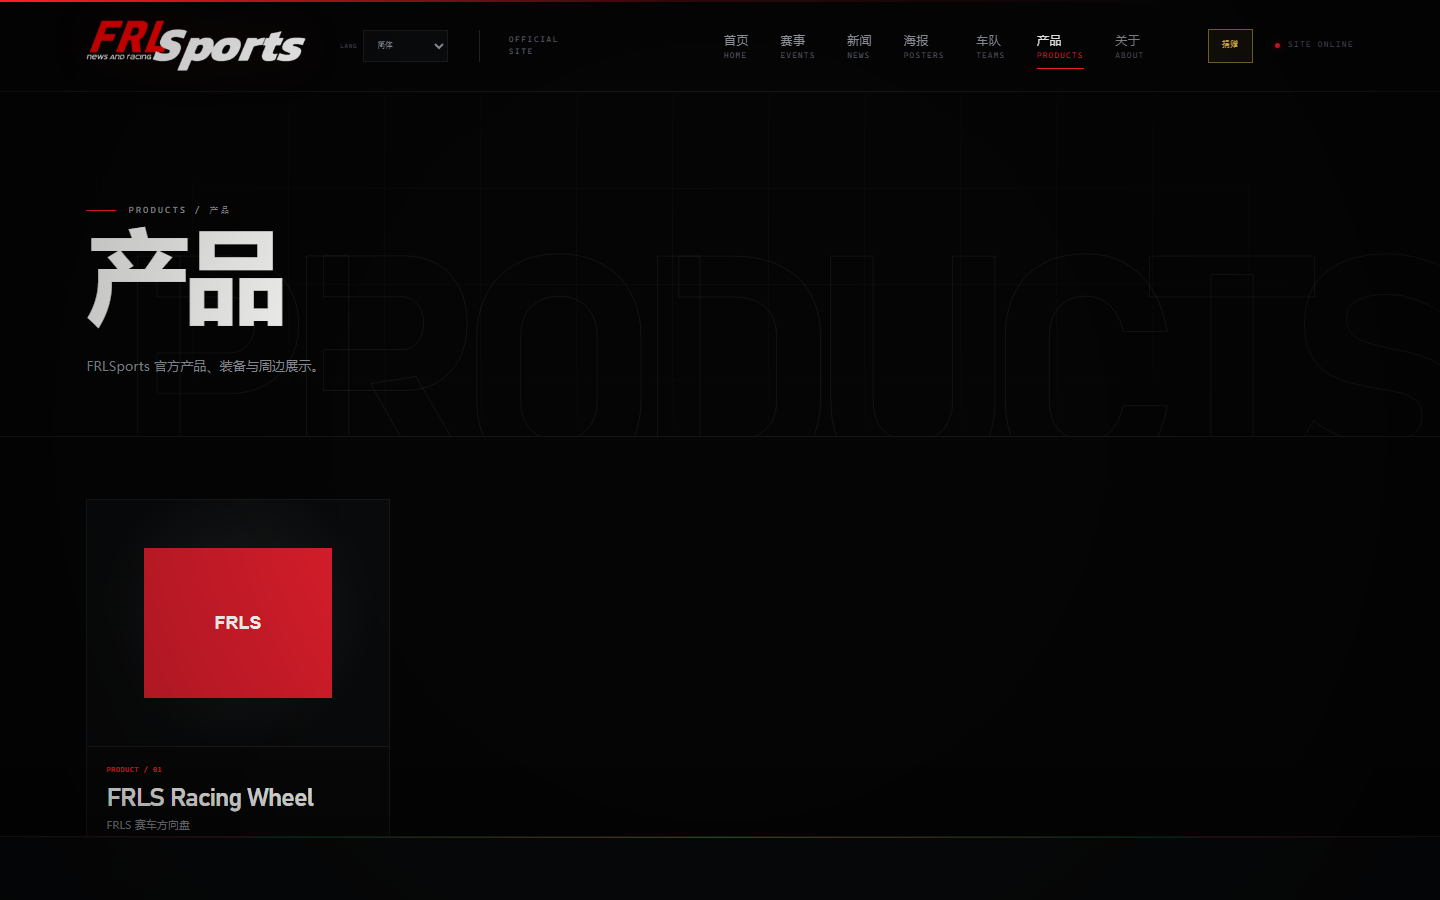 FRLSports
news AND racing
LANG
简体
OFFICIAL
SITE
首页
HOME
赛事
EVENTS
新闻
NEWS
海报
POSTERS
车队
TEAMS
产品
PRODUCTS
关于
ABOUT
捐赠
SITE ONLINE
PRODUCTS / 产品
产品
PRODUCTS
FRLSports 官方产品、装备与周边展示。
FRLS
PRODUCT / 01
FRLS Racing Wheel
FRLS 赛车方向盘